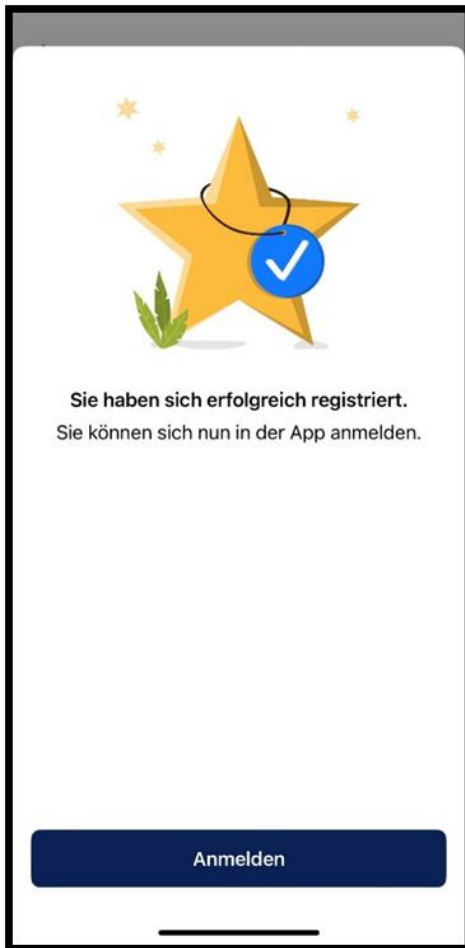 Sie haben sich erfolgreich registriert.
Sie können sich nun in der App anmelden.
Anmelden